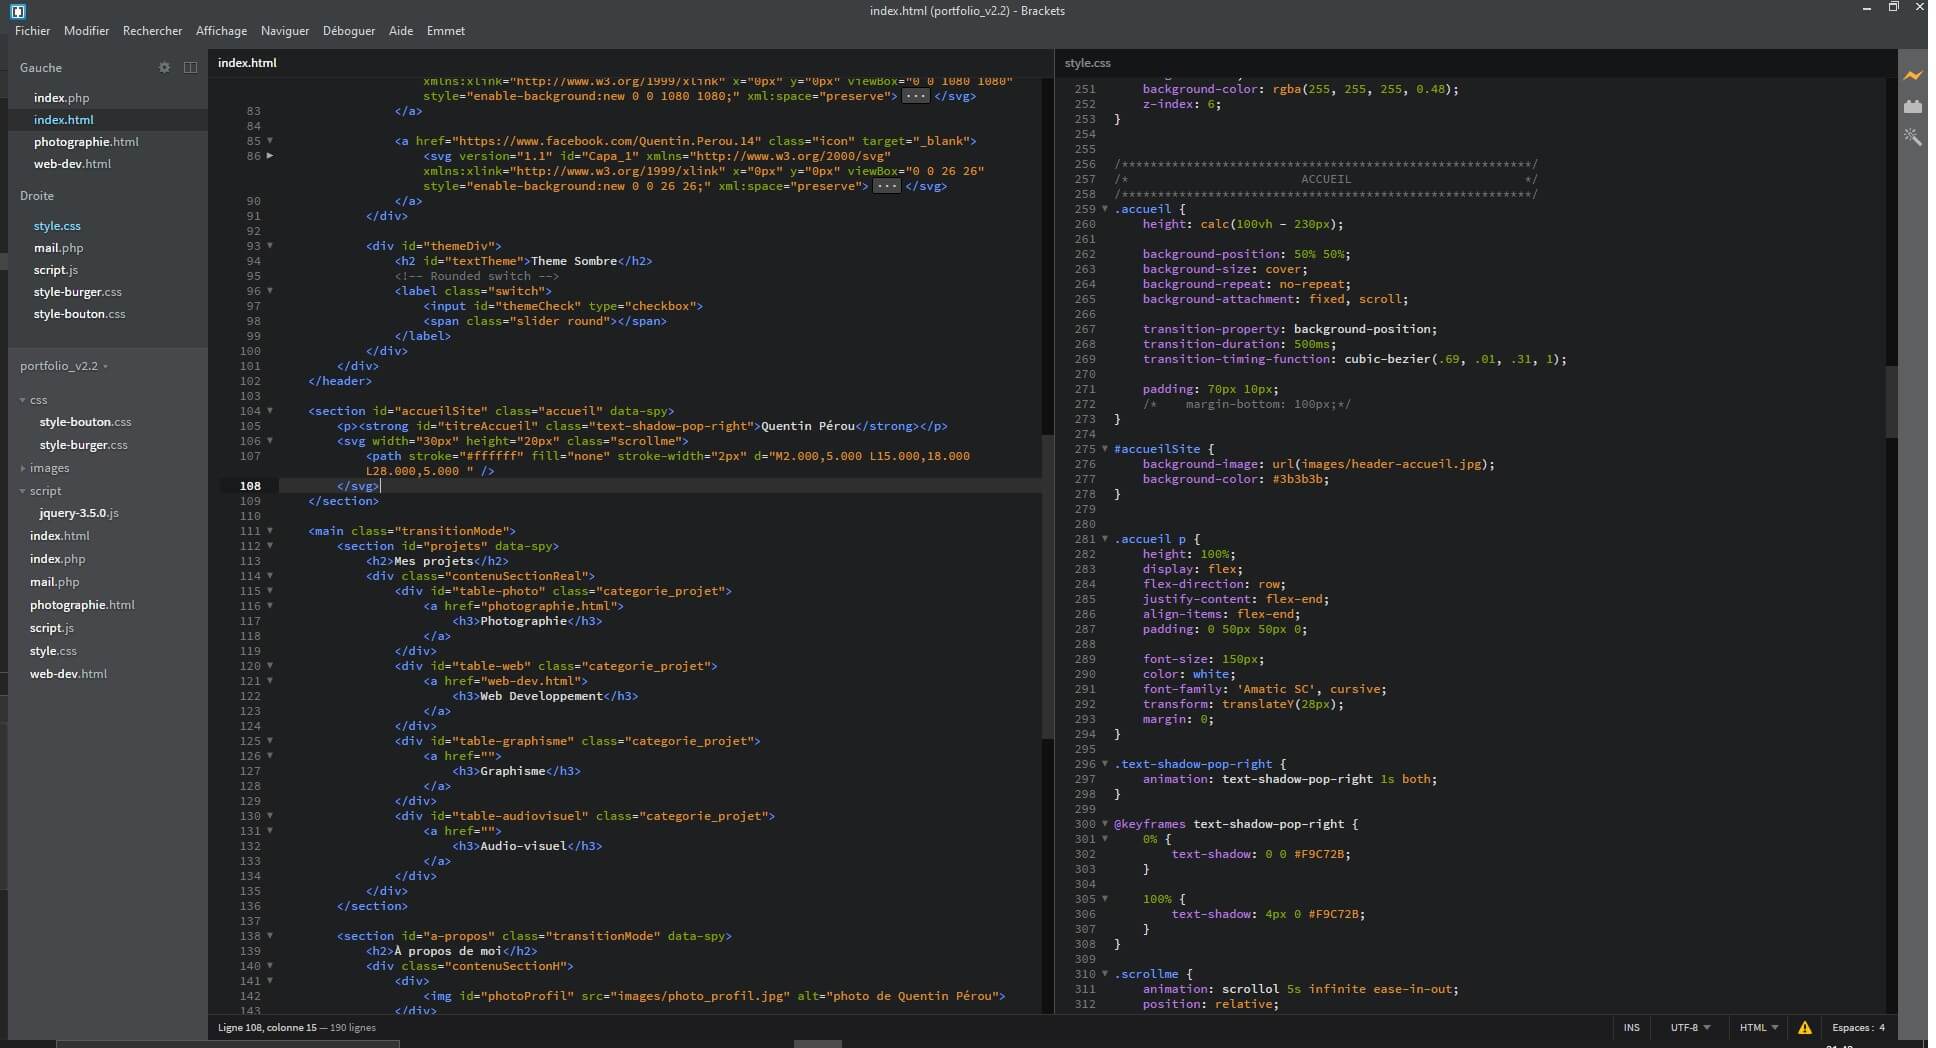 index.html (portfolio_v2.2) - Brackets
Fichier Modifier Rechercher Affichage Naviguer Déboguer Aide Emmet
Gauche
index.php
index.html
photographie.html
web-dev.html
Droite
style.css
mail.php
script.js
style-burger.css
style-bouton.css
portfolio_v2.2
css
style-bouton.css
style-burger.css
images
script
jquery-3.5.0.js
index.html
index.php
mail.php
photographie.html
script.js
style.css
web-dev.html
index.html
xmlns:xlink="http://www.w3.org/1999/xlink" x="0px" y="0px" viewBox="0 0 1080 1080"
style="enable-background:new 0 0 1080 1080;" xml:space="preserve"> ... </svg>
83 </a>
84
85 <a href="https://www.facebook.com/Quentin.Perou.14" class="icon" target="_blank">
86 <svg version="1.1" id="Capa_1" xmlns="http://www.w3.org/2000/svg"
xmlns:xlink="http://www.w3.org/1999/xlink" x="0px" y="0px" viewBox="0 0 26 26"
style="enable-background:new 0 0 26 26;" xml:space="preserve"> ... </svg>
90 </a>
91 </div>
92
93 <div id="themeDiv">
94 <h2 id="textTheme">Theme Sombre</h2>
95 <!-- Rounded switch -->
96 <label class="switch">
97 <input id="themeCheck" type="checkbox">
98 <span class="slider round"></span>
99 </label>
100 </div>
101 </div>
102 </header>
103
104 <section id="accueilSite" class="accueil" data-spy>
105 <p><strong id="titreAccueil" class="text-shadow-pop-right">Quentin Pérou</strong></p>
106 <svg width="30px" height="20px" class="scrollme">
107 <path stroke="#ffffff" fill="none" stroke-width="2px" d="M2.000,5.000 L15.000,18.000
L28.000,5.000 " />
108 </svg>
109 </section>
110
111 <main class="transitionMode">
112 <section id="projets" data-spy>
113 <h2>Mes projets</h2>
114 <div class="contenuSectionReal">
115 <div id="table-photo" class="categorie_projet">
116 <a href="photographie.html">
117 <h3>Photographie</h3>
118 </a>
119 </div>
120 <div id="table-web" class="categorie_projet">
121 <a href="web-dev.html">
122 <h3>Web Developpement</h3>
123 </a>
124 </div>
125 <div id="table-graphisme" class="categorie_projet">
126 <a href="">
127 <h3>Graphisme</h3>
128 </a>
129 </div>
130 <div id="table-audiovisuel" class="categorie_projet">
131 <a href="">
132 <h3>Audio-visuel</h3>
133 </a>
134 </div>
135 </div>
136 </section>
137
138 <section id="a-propos" class="transitionMode" data-spy>
139 <h2>À propos de moi</h2>
140 <div class="contenuSectionH">
141 <div>
142 <img id="photoProfil" src="images/photo_profil.jpg" alt="photo de Quentin Pérou">
143 </div>
style.css
251 background-color: rgba(255, 255, 255, 0.48);
252 z-index: 6;
253 }
254
255
256 /*********************************************************/
257 /* ACCUEIL */
258 /*********************************************************/
259 .accueil {
260 height: calc(100vh - 230px);
261
262 background-position: 50% 50%;
263 background-size: cover;
264 background-repeat: no-repeat;
265 background-attachment: fixed, scroll;
266
267 transition-property: background-position;
268 transition-duration: 500ms;
269 transition-timing-function: cubic-bezier(.69, .01, .31, 1);
270
271 padding: 70px 10px;
272 /* margin-bottom: 100px;*/
273 }
274
275 #accueilSite {
276 background-image: url(images/header-accueil.jpg);
277 background-color: #3b3b3b;
278 }
279
280
281 .accueil p {
282 height: 100%;
283 display: flex;
284 flex-direction: row;
285 justify-content: flex-end;
286 align-items: flex-end;
287 padding: 0 50px 50px 0;
288
289 font-size: 150px;
290 color: white;
291 font-family: 'Amatic SC', cursive;
292 transform: translateY(28px);
293 margin: 0;
294 }
295
296 .text-shadow-pop-right {
297 animation: text-shadow-pop-right 1s both;
298 }
299
300 @keyframes text-shadow-pop-right {
301 0% {
302 text-shadow: 0 0 #F9C72B;
303 }
304
305 100% {
306 text-shadow: 4px 0 #F9C72B;
307 }
308 }
309
310 .scrollme {
311 animation: scrollol 5s infinite ease-in-out;
312 position: relative;
Ligne 108, colonne 15 — 190 lignes
INS UTF-8 HTML Espaces: 4